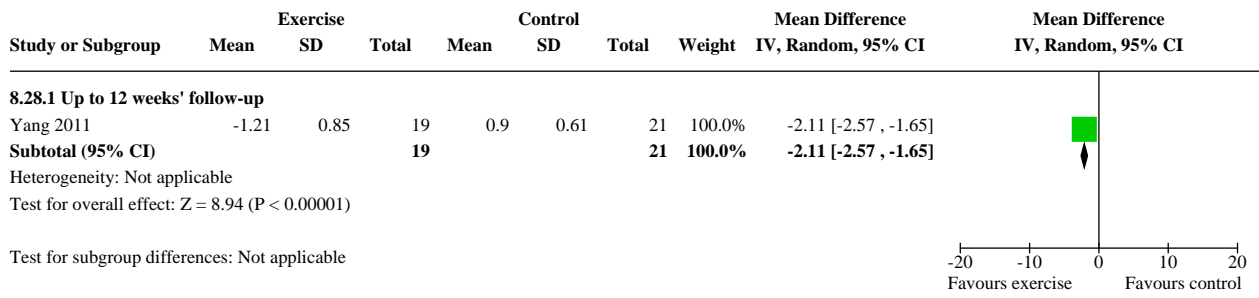 Exercise Control Mean Difference Mean Difference
Study or Subgroup Mean SD Total Mean SD Total Weight IV, Random, 95% CI IV, Random, 95% CI
8.28.1 Up to 12 weeks' follow-up
Yang 2011 -1.21 0.85 19 0.9 0.61 21 100.0% -2.11 [-2.57 , -1.65]
Subtotal (95% CI) 19 21 100.0% -2.11 [-2.57 , -1.65]
Heterogeneity: Not applicable
Test for overall effect: Z = 8.94 (P < 0.00001)
Test for subgroup differences: Not applicable
-20 -10 0 10 20
Favours exercise Favours control